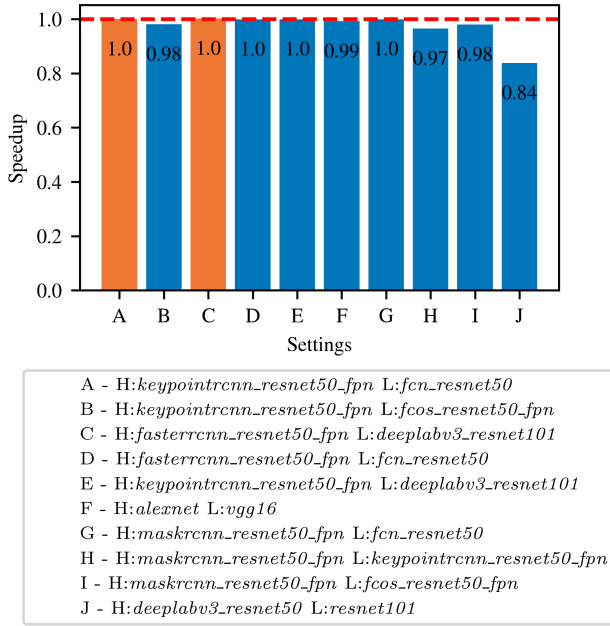 1.0
0.8
0.6
0.4
0.2
0.0
Speedup
1.0 0.98 1.0 1.0 1.0 0.99 1.0 0.97 0.98 0.84
A B C D E F G H I J
Settings
A - H:keypointrcnn_resnet50_fpn L:fcn_resnet50
B - H:keypointrcnn_resnet50_fpn L:fcos_resnet50_fpn
C - H:fasterrcnn_resnet50_fpn L:deeplabv3_resnet101
D - H:fasterrcnn_resnet50_fpn L:fcn_resnet50
E - H:keypointrcnn_resnet50_fpn L:deeplabv3_resnet101
F - H:alexnet L:vgg16
G - H:maskrcnn_resnet50_fpn L:fcn_resnet50
H - H:maskrcnn_resnet50_fpn L:keypointrcnn_resnet50_fpn
I - H:maskrcnn_resnet50_fpn L:fcos_resnet50_fpn
J - H:deeplabv3_resnet50 L:resnet101